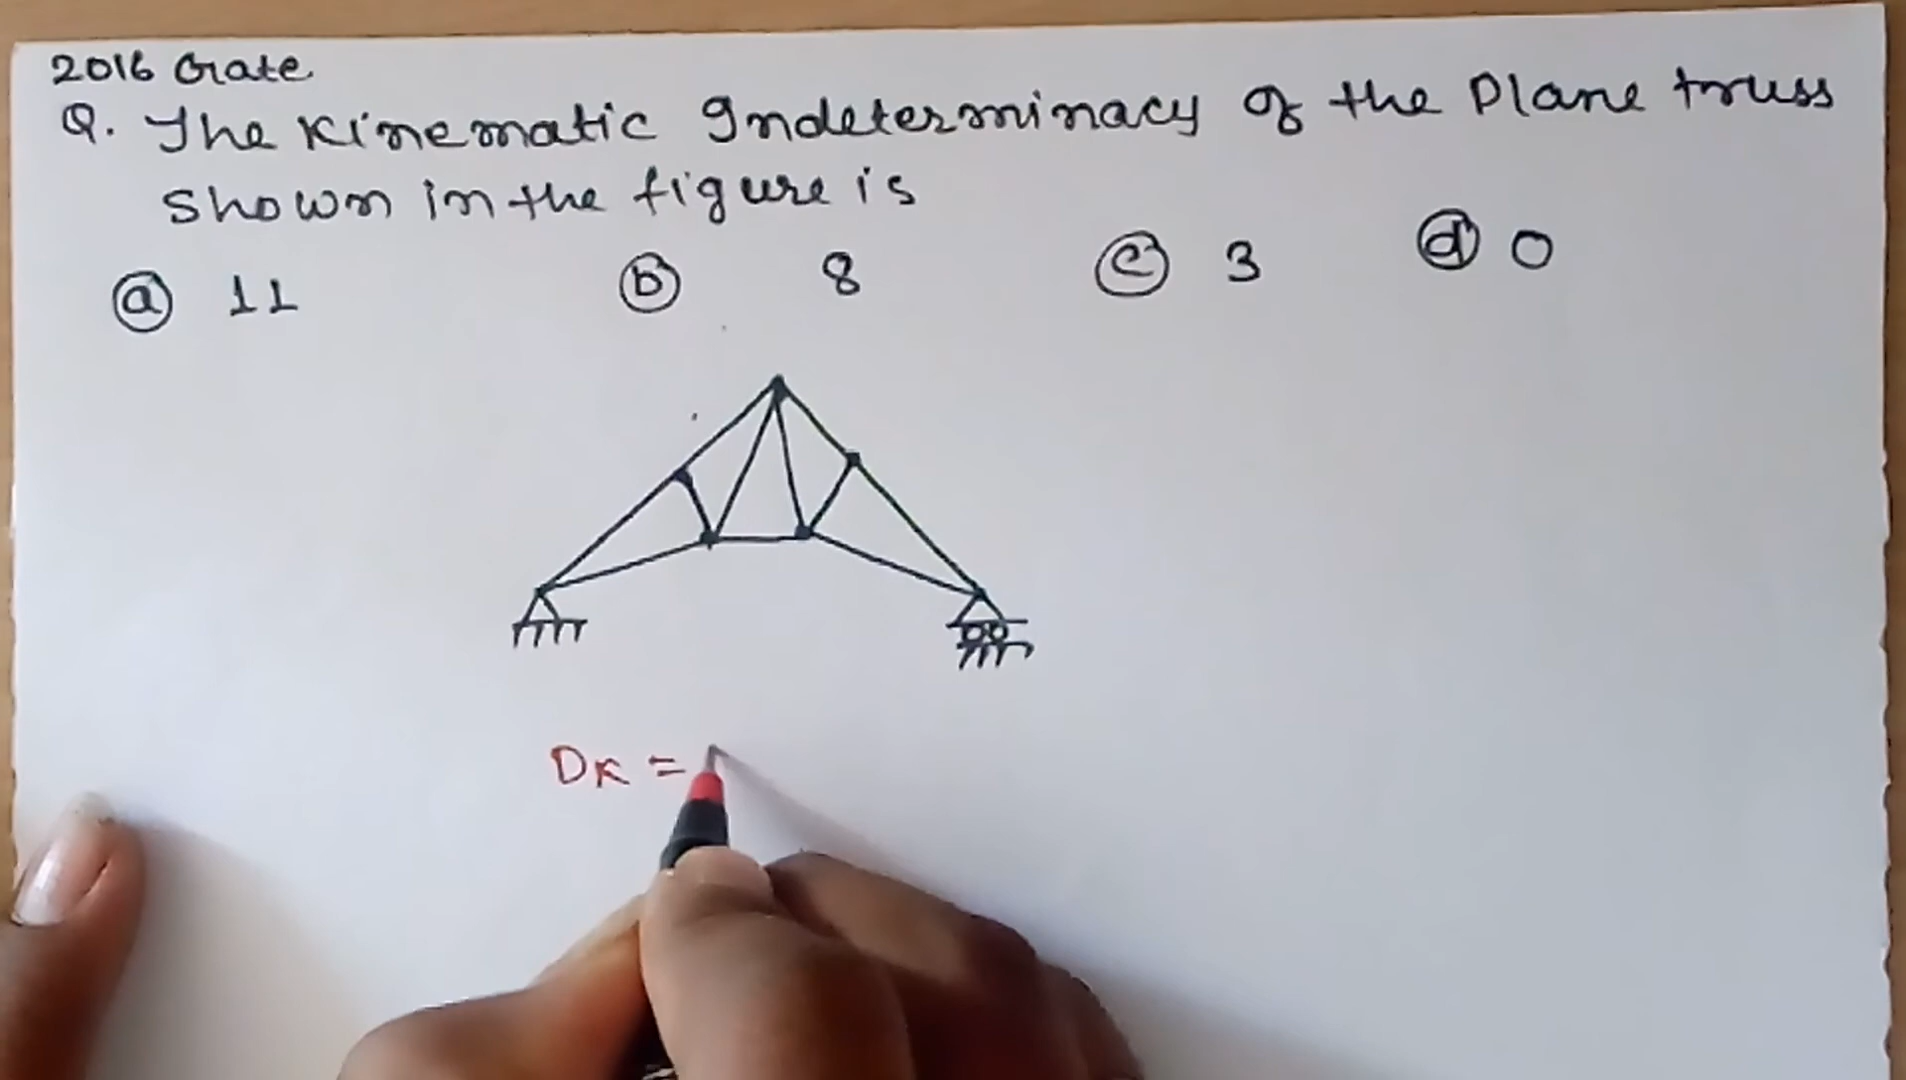 2016 Gate
Q. The Kinematic Indeterminacy of the Plane truss
shown in the figure is
(a) 11 (b) 8 (c) 3 (d) 0
DK =